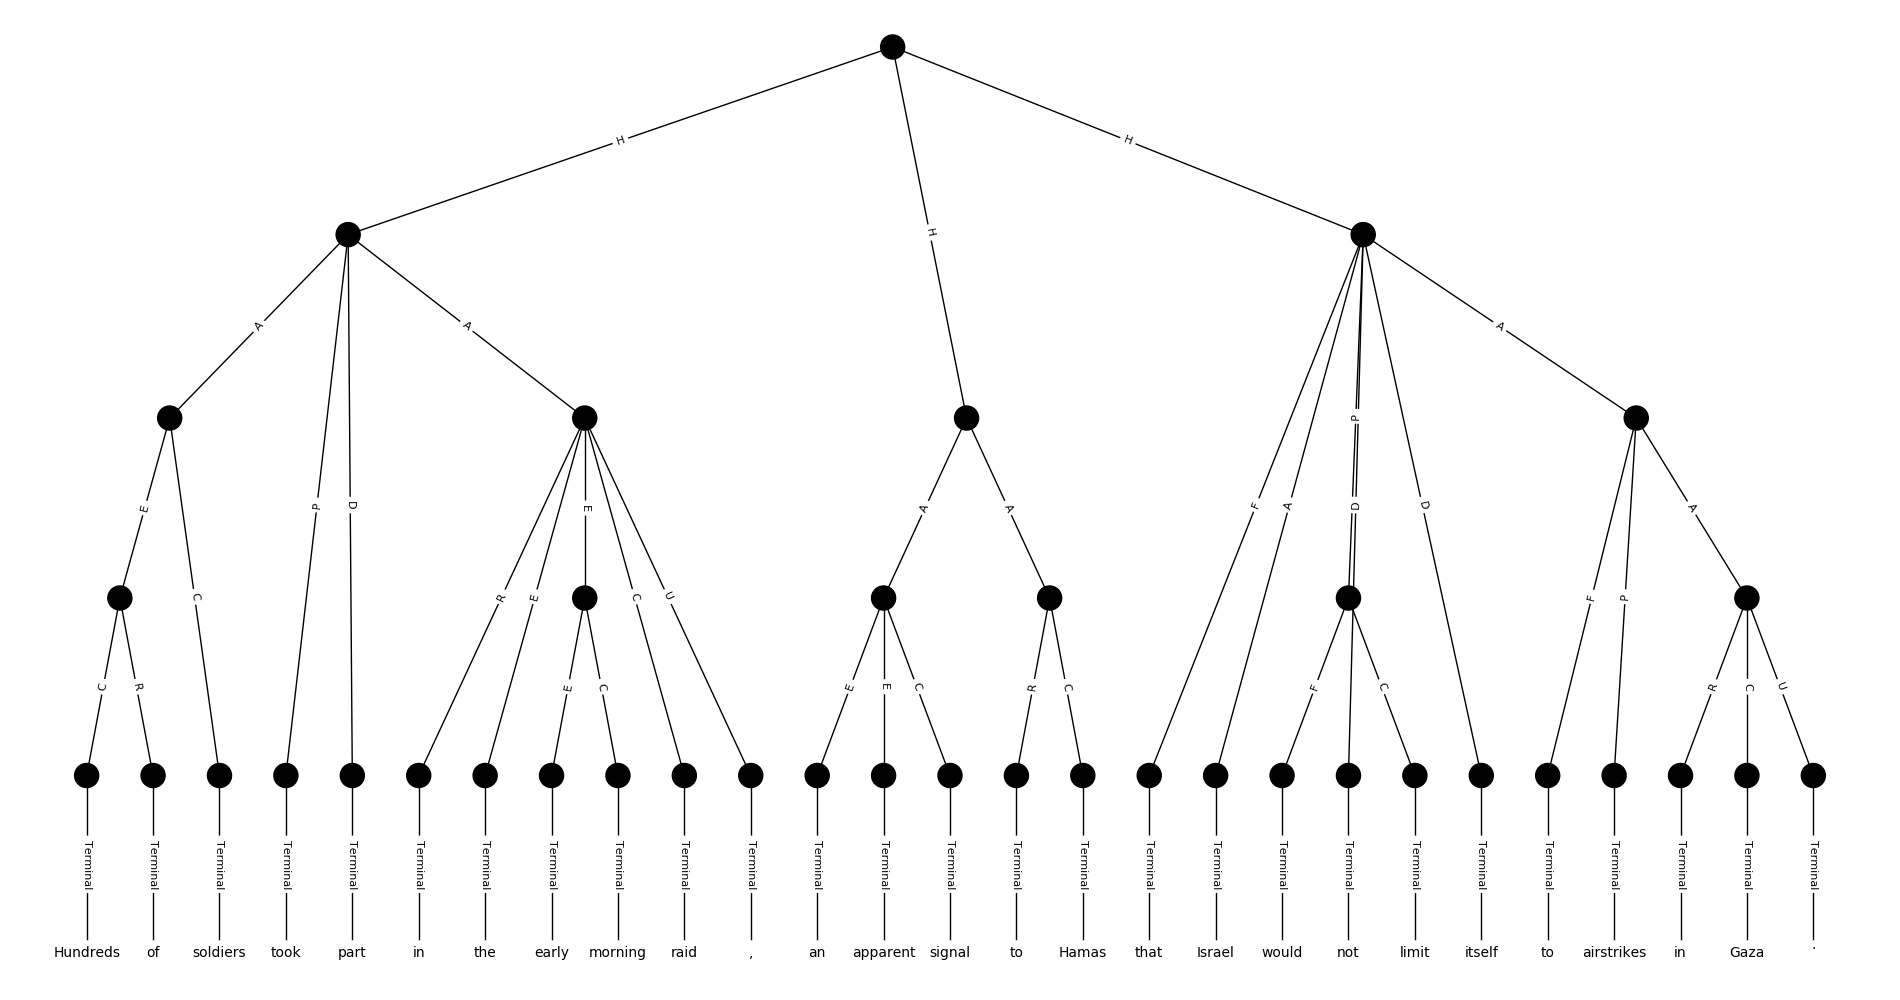 H H H
A P D A H F A P D D A
E C R E E C U A A F P A
C R E C E E C R C F C R C U
Terminal Terminal Terminal Terminal Terminal Terminal Terminal Terminal Terminal Terminal Terminal Terminal Terminal Terminal Terminal Terminal Terminal Terminal Terminal Terminal Terminal Terminal Terminal Terminal Terminal Terminal Terminal
Hundreds of soldiers took part in the early morning raid , an apparent signal to Hamas that Israel would not limit itself to airstrikes in Gaza .